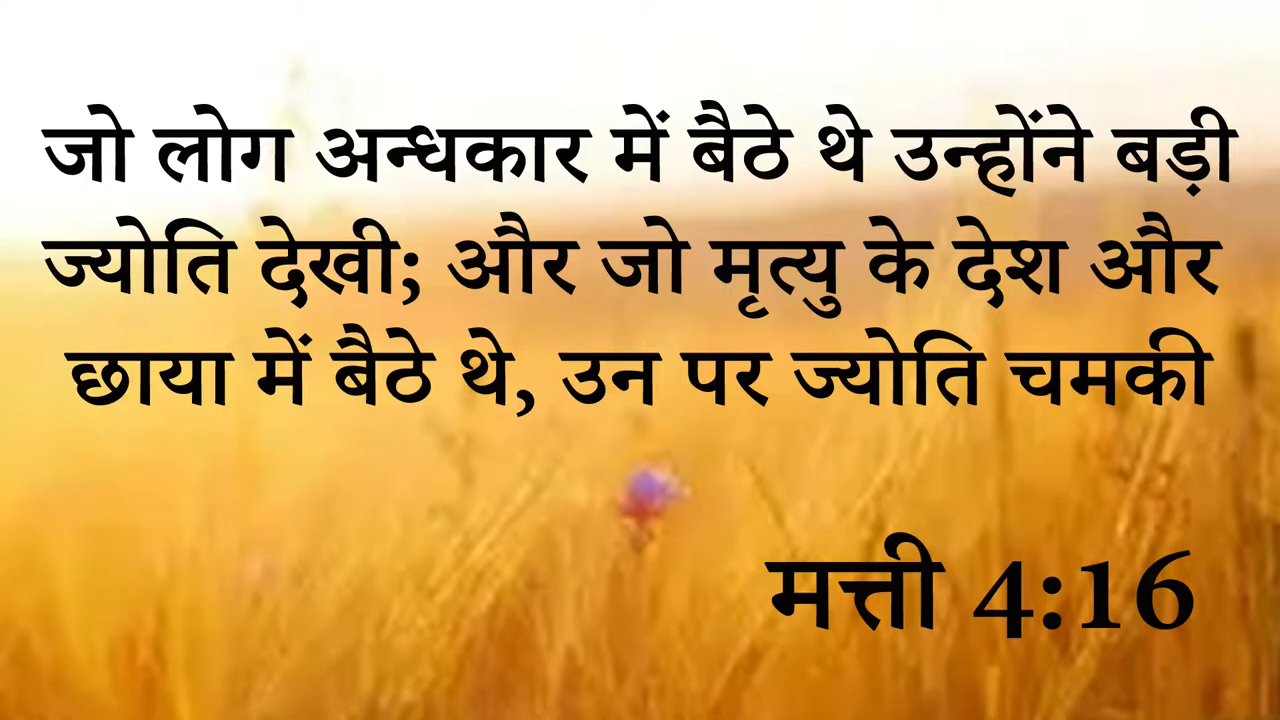 जो लोग अन्धकार में बैठे थे उन्होंने बड़ी
ज्योति देखी; और जो मृत्यु के देश और
छाया में बैठे थे, उन पर ज्योति चमकी
मत्ती 4:16